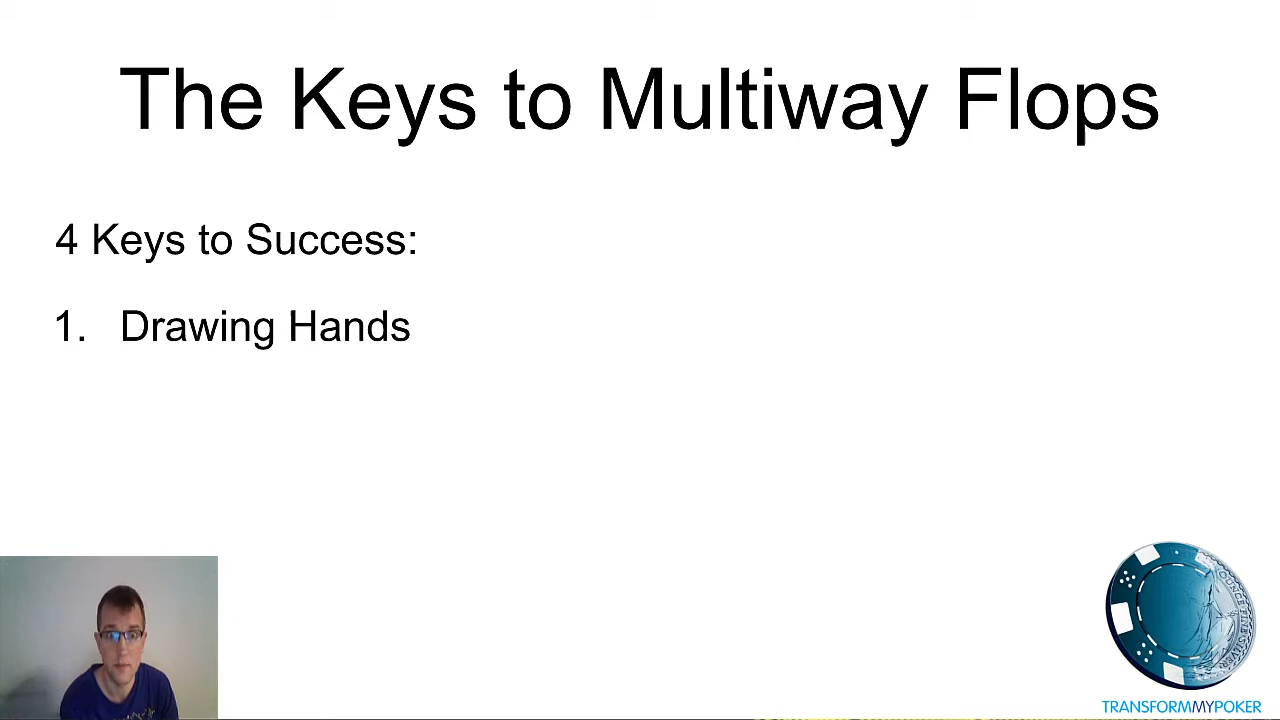 The Keys to Multiway Flops
4 Keys to Success:
1. Drawing Hands
TRANSFORMMYPOKER